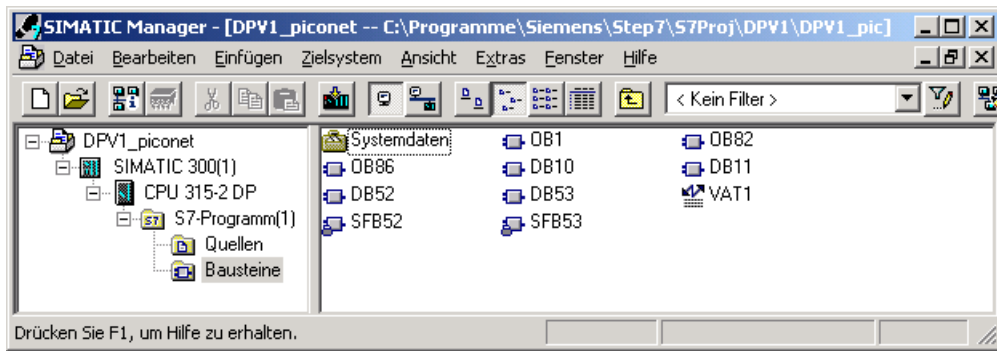 SIMATIC Manager - [DPV1_piconet -- C:\Programme\Siemens\Step7\S7Proj\DPV1\DPV1_pic]
Datei Bearbeiten Einfügen Zielsystem Ansicht Extras Fenster Hilfe
< Kein Filter >
DPV1_piconet
SIMATIC 300(1)
CPU 315-2 DP
S7-Programm(1)
Quellen
Bausteine
Systemdaten OB1 OB82
OB86 DB10 DB11
DB52 DB53 VAT1
SFB52 SFB53
Drücken Sie F1, um Hilfe zu erhalten.